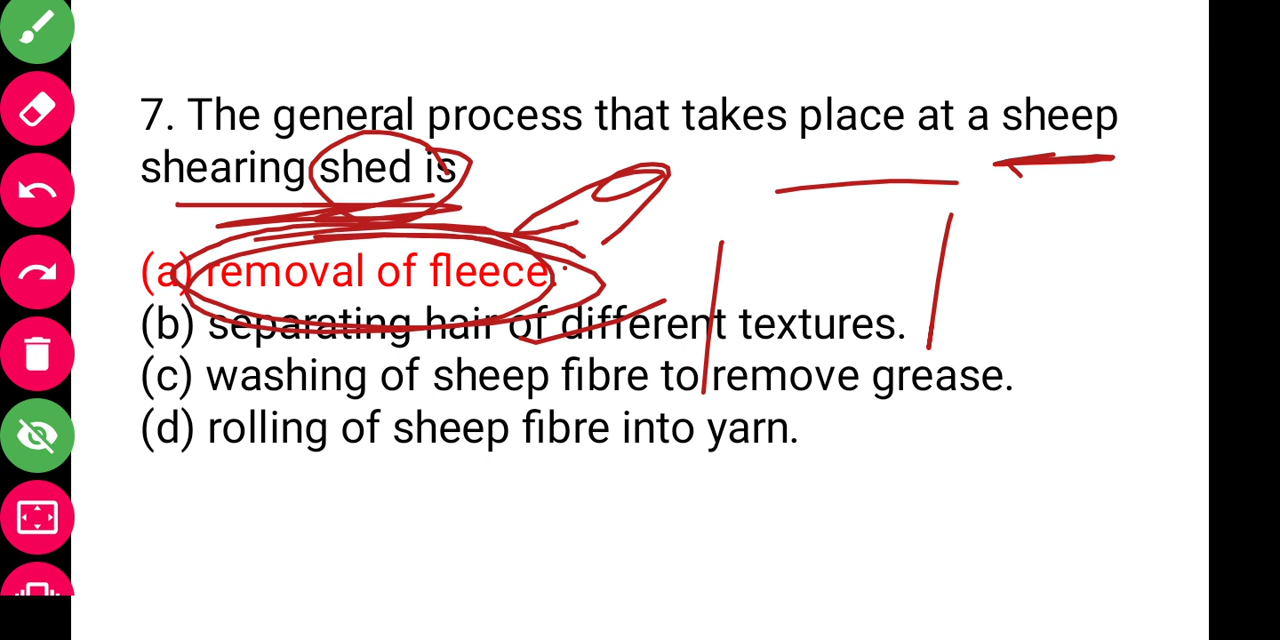 7. The general process that takes place at a sheep
shearing shed is
(a) removal of fleece.
(b) separating hair of different textures.
(c) washing of sheep fibre to remove grease.
(d) rolling of sheep fibre into yarn.